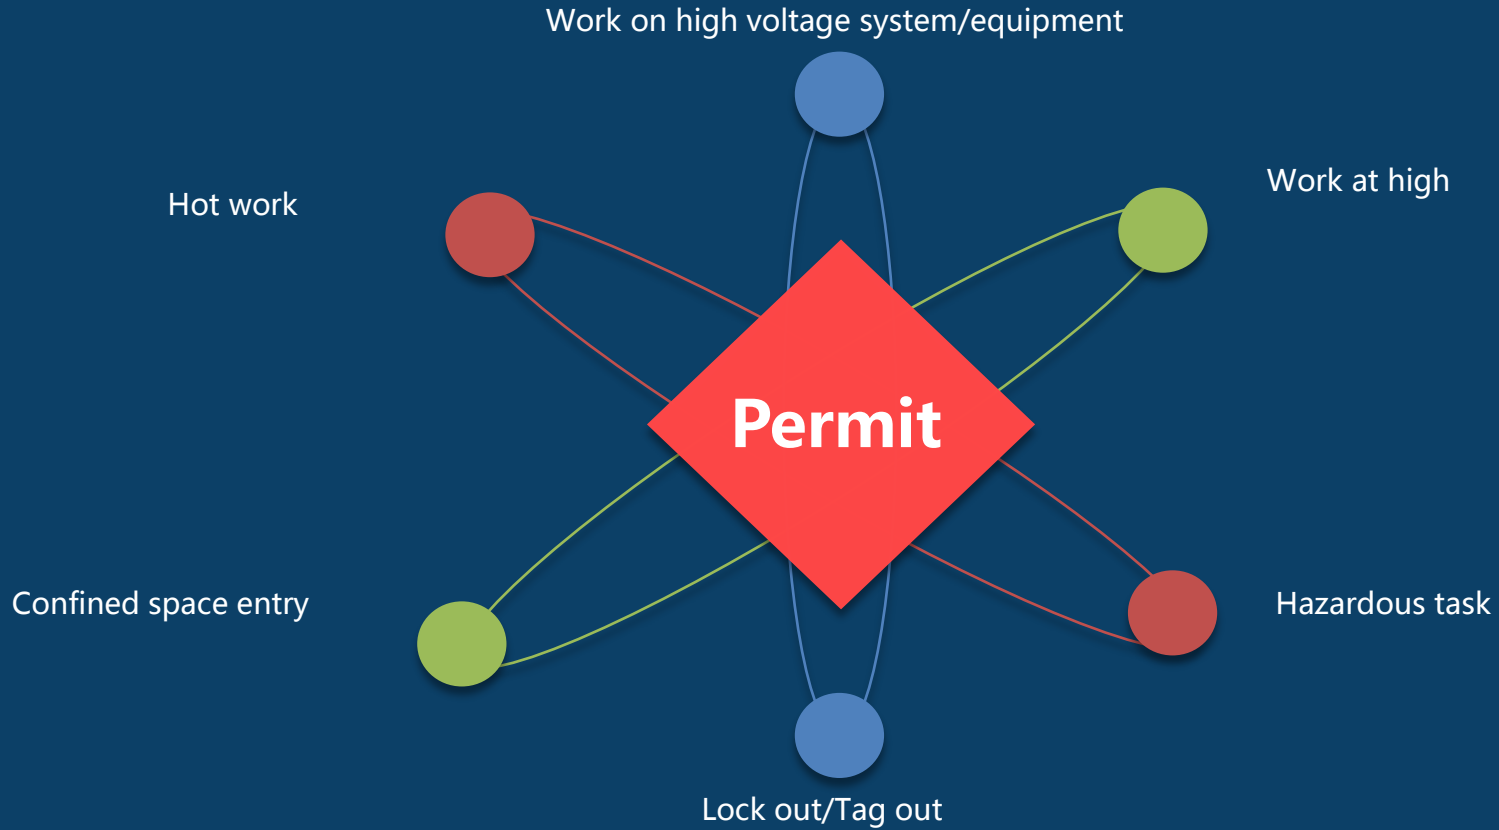 Work on high voltage system/equipment
Work at high
Hot work
Permit
Confined space entry
Hazardous task
Lock out/Tag out